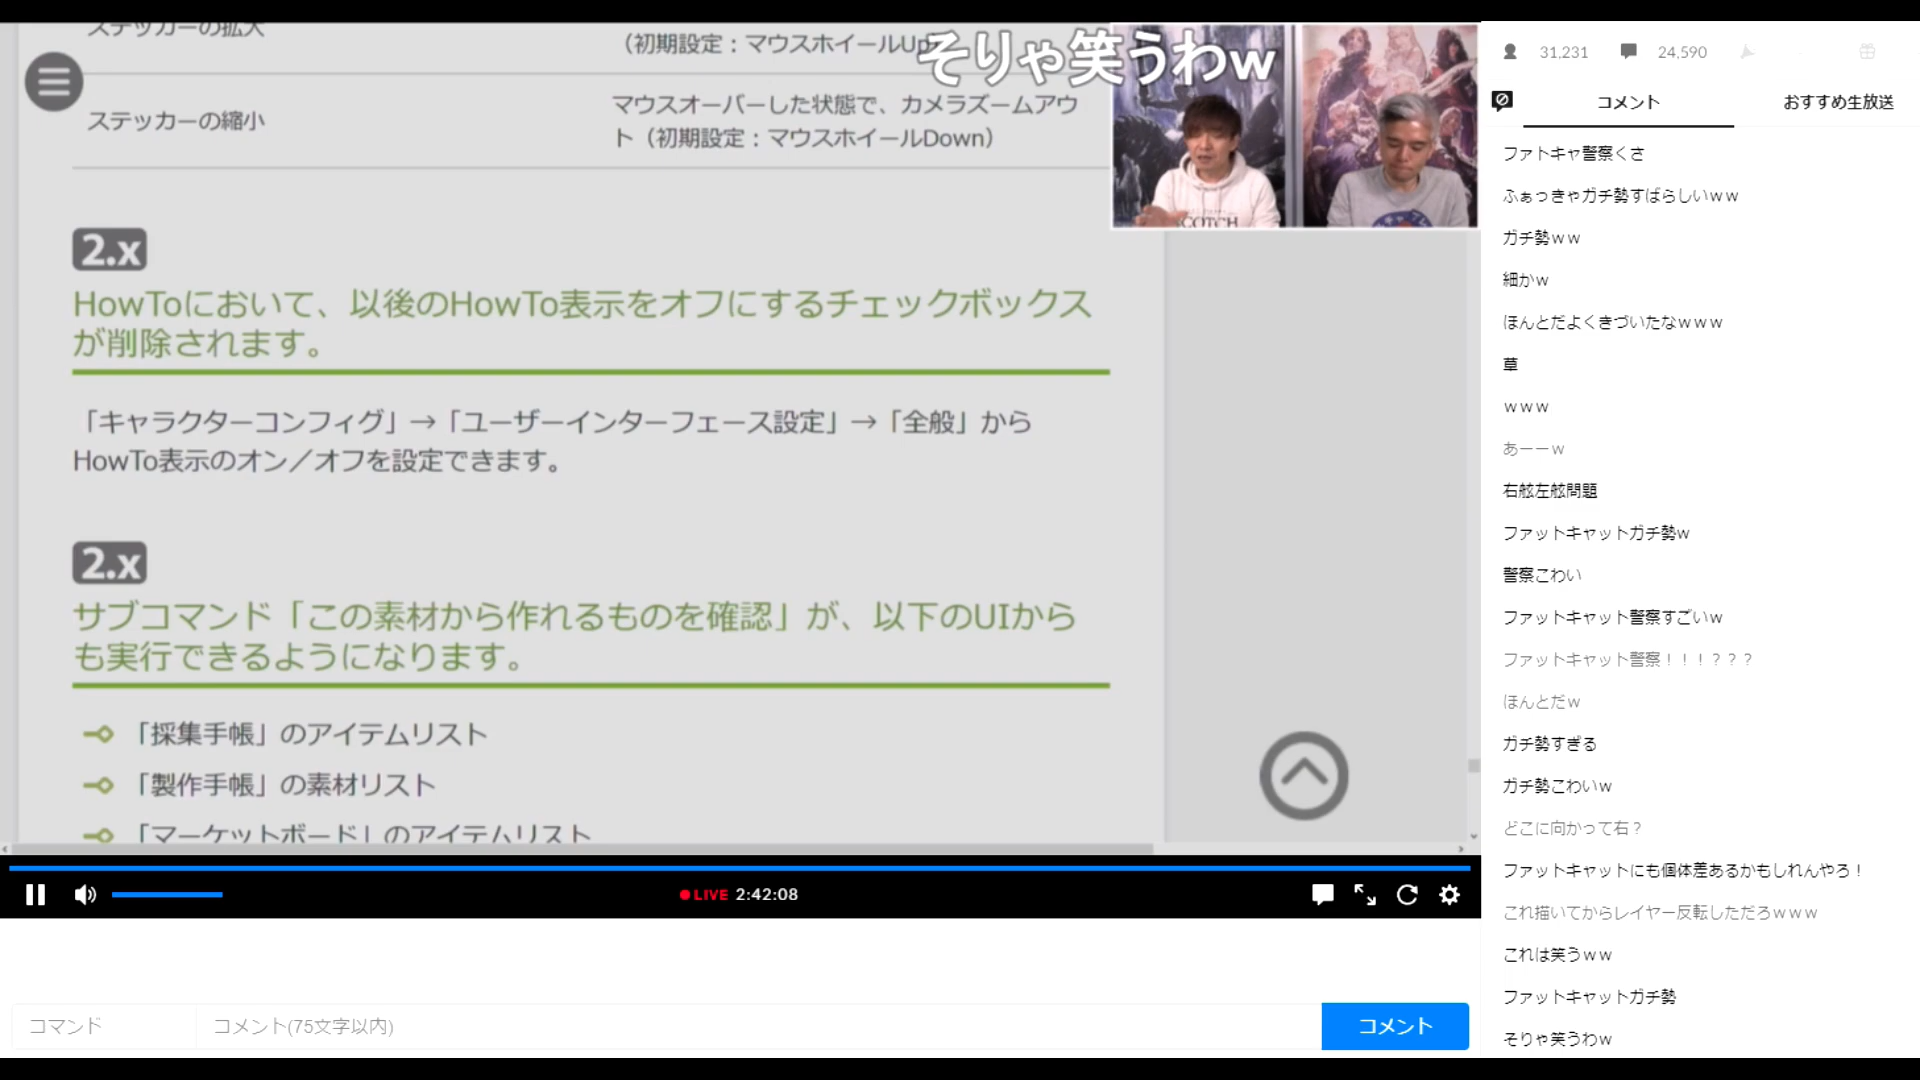 ステッカーの拡大
（初期設定：マウスホイールUp）
そりゃ笑うわｗ
ステッカーの縮小
マウスオーバーした状態で、カメラズームアウ
ト（初期設定：マウスホイールDown）
2.x
HowToにおいて、以後のHowTo表示をオフにするチェックボックス
が削除されます。
「キャラクターコンフィグ」→「ユーザーインターフェース設定」→「全般」から
HowTo表示のオン／オフを設定できます。
2.x
サブコマンド「この素材から作れるものを確認」が、以下のUIから
も実行できるようになります。
「採集手帳」のアイテムリスト
「製作手帳」の素材リスト
「マーケットボード」のアイテムリスト
LIVE 2:42:08
コマンド
コメント(75文字以内)
コメント
31,231
24,590
コメント
おすすめ生放送
ファトキャ警察くさ
ふぁっきゃガチ勢すばらしいｗｗ
ガチ勢ｗｗ
細かｗ
ほんとだよくきづいたなｗｗｗ
草
ｗｗｗ
あーーｗ
右舷左舷問題
ファットキャットガチ勢w
警察こわい
ファットキャット警察すごいｗ
ファットキャット警察！！！？？？
ほんとだｗ
ガチ勢すぎる
ガチ勢こわいｗ
どこに向かって右？
ファットキャットにも個体差あるかもしれんやろ！
これ描いてからレイヤー反転しただろｗｗｗ
これは笑うｗｗ
ファットキャットガチ勢
そりゃ笑うわｗ